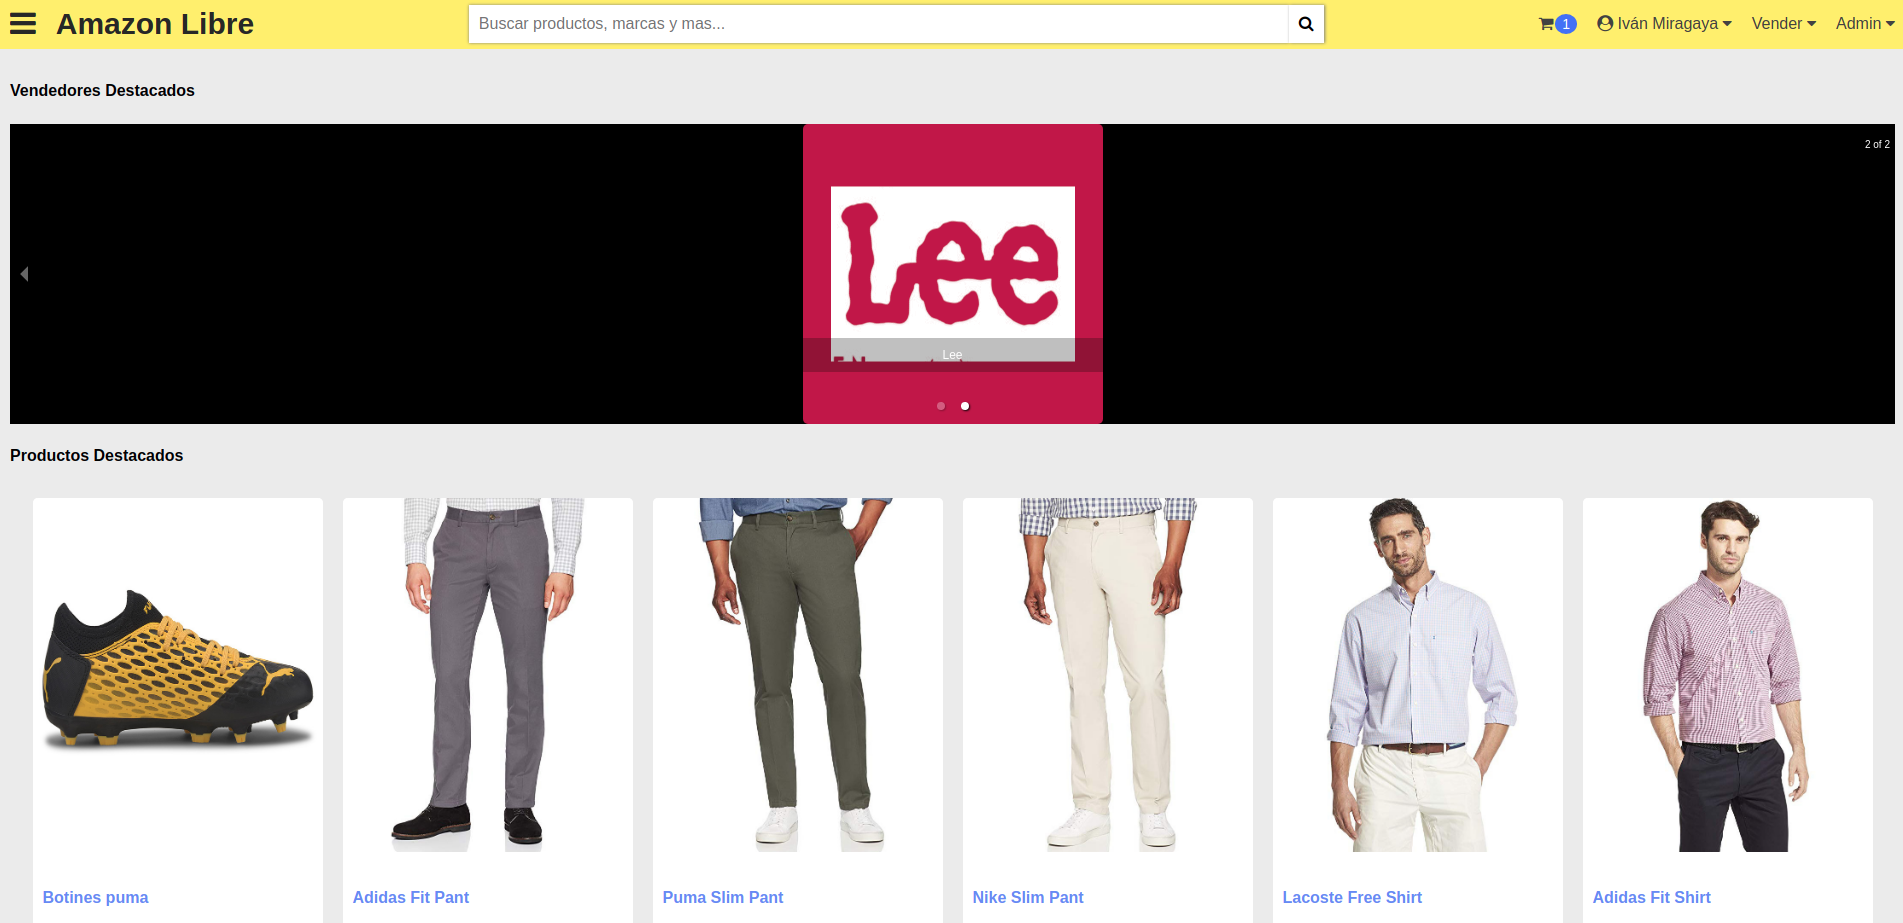 Amazon Libre
Buscar productos, marcas y mas...
1
Iván Miragaya
Vender
Admin
Vendedores Destacados
2 of 2
Lee
Lee
Productos Destacados
Botines puma
Adidas Fit Pant
Puma Slim Pant
Nike Slim Pant
Lacoste Free Shirt
Adidas Fit Shirt